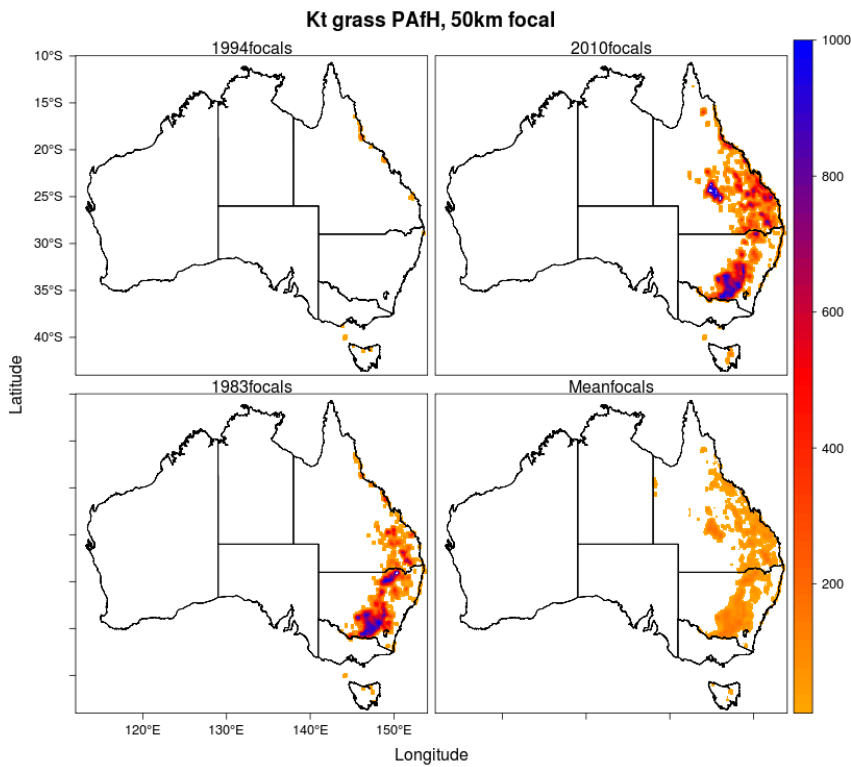 Kt grass PAfH, 50km focal
1994focals
2010focals
10°S
15°S
20°S
25°S
30°S
35°S
40°S
1000
800
600
400
200
1983focals
Meanfocals
Latitude
120°E
130°E
140°E
150°E
Longitude